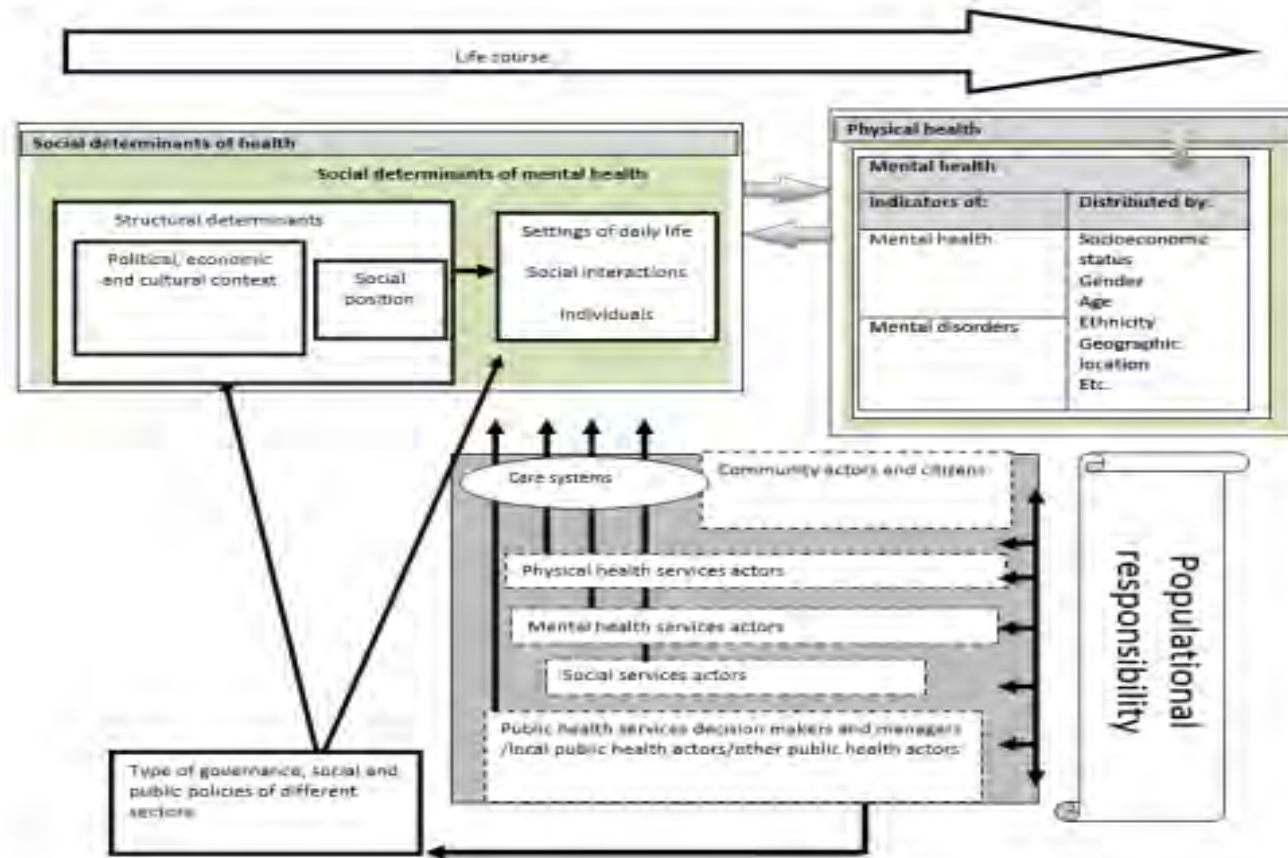 Life course
Social determinants of health
Social determinants of mental health
Structural determinants
Political, economic
and cultural context
Social
position
Settings of daily life
Social interactions
Individuals
Physical health
Mental health
Indicators of:
Distributed by:
Mental health
Mental disorders
Socioeconomic
status
Gender
Age
Ethnicity
Geographic
location
Etc.
Care systems
Community actors and citizens
Physical health services actors
Mental health services actors
Social services actors
Public health services decision makers and managers
/local public health actors/other public health actors
Populational
responsibility
Type of governance, social and
public policies of different
sectors